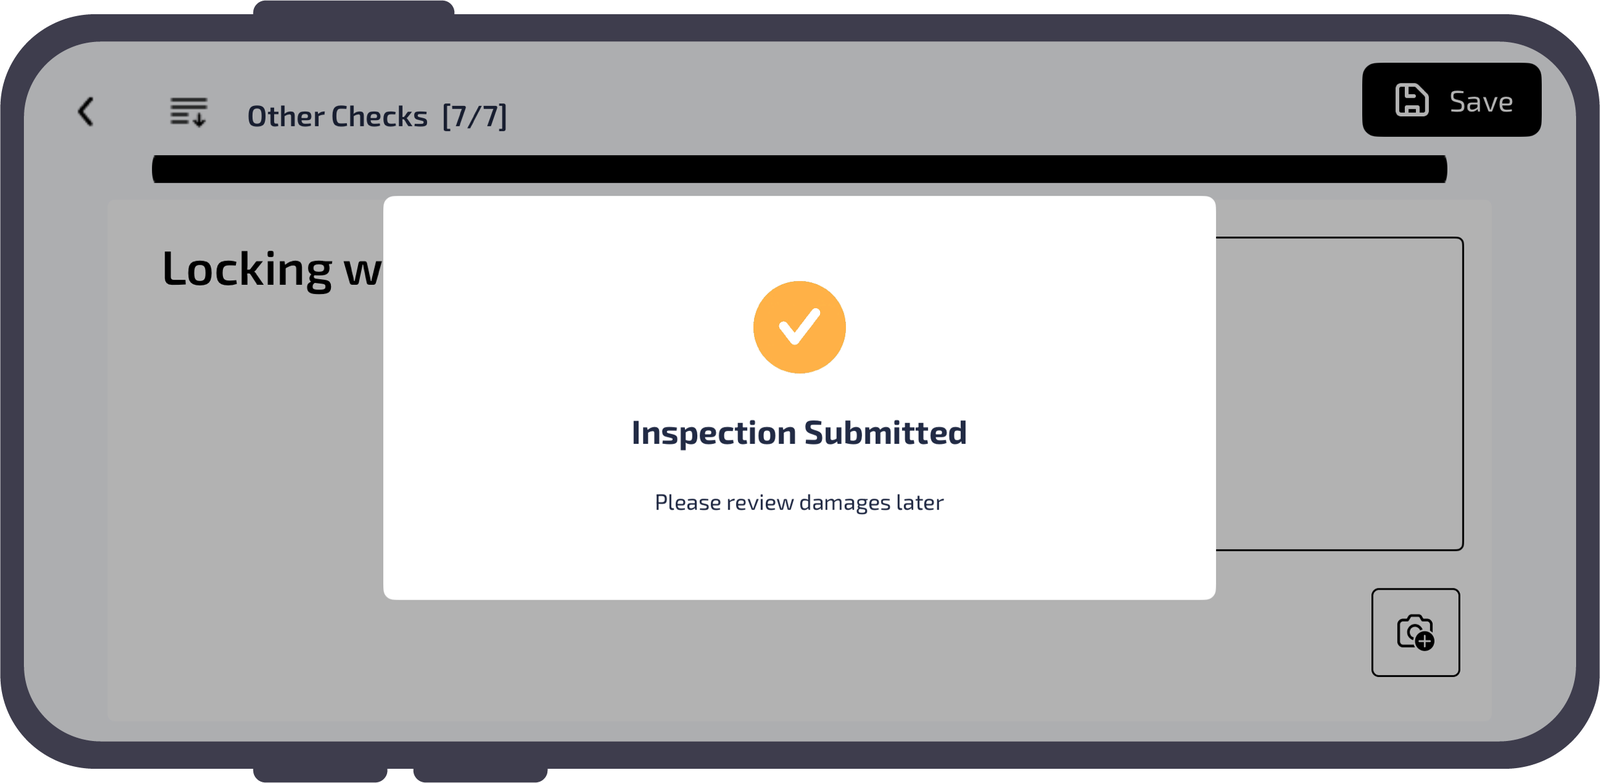 Other Checks [7/7]
Save
Locking w
Inspection Submitted
Please review damages later